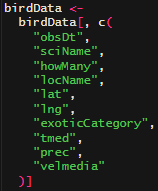 birdData <-
birdData[, c(
"obsDt",
"sciName",
"howMany",
"locName",
"lat",
"lng",
"exoticCategory",
"tmed",
"prec",
"velmedia"
)]